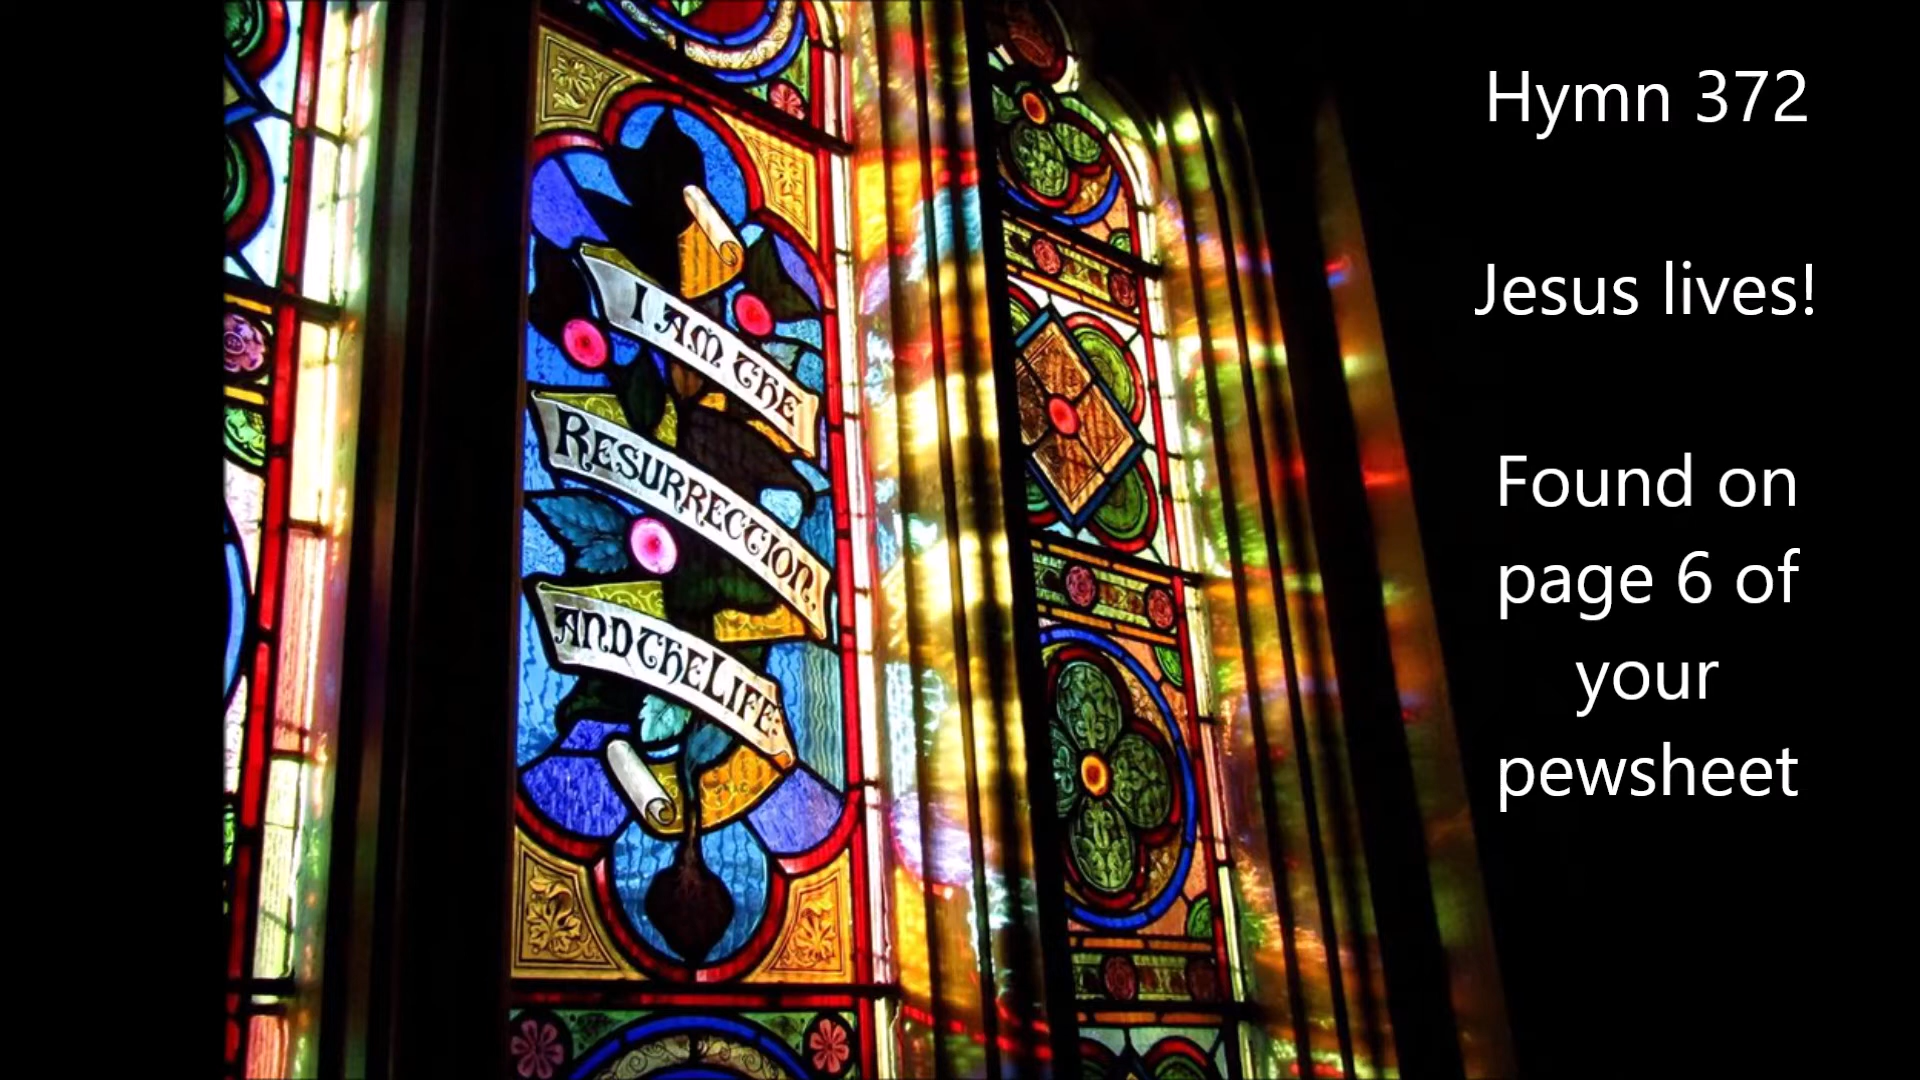 I AM THE
RESURRECTION,
AND THE LIFE.
Hymn 372
Jesus lives!
Found on
page 6 of
your
pewsheet